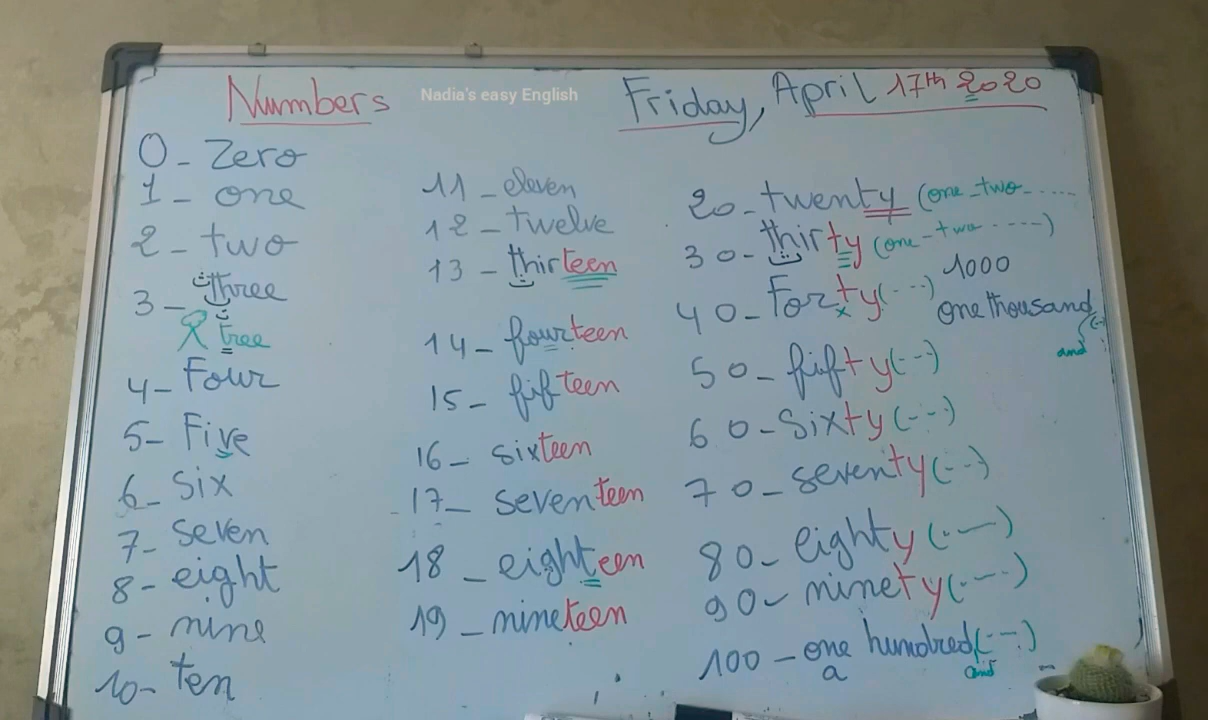 Numbers
Nadia's easy English
Friday, April 17th 2020
0 - Zero
1 - one
2 - two
3 - three
tree
4 - Four
5 - Five
6 - Six
7 - seven
8 - eight
9 - nine
10 - ten
11 - eleven
12 - twelve
13 - thirteen
14 - fourteen
15 - fifteen
16 - sixteen
17 - seventeen
18 - eighteen
19 - nineteen
20 - twenty (one - two - .....
30 - thirty (one - two ----)
40 - Forty (---)
50 - fifty (---)
60 - Sixty (---)
70 - seventy (--)
80 - eighty (---)
90 - ninety (---)
100 - one hundred (---)
a and
1000
one thousand
(-)
and